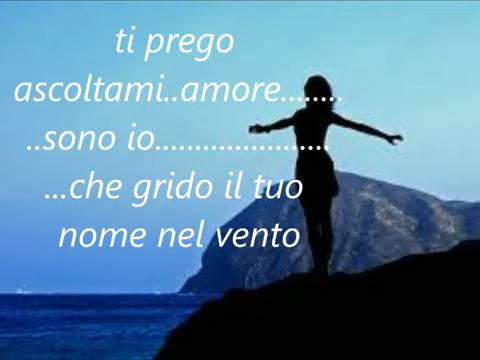 ti prego
ascoltami..amore........
..sono io.....................
...che grido il tuo
nome nel vento